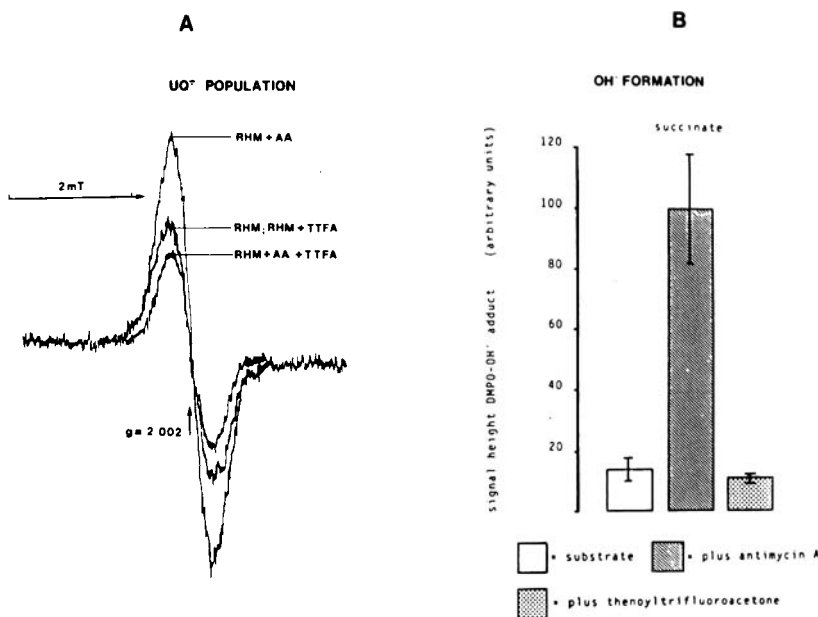 A
UQ⁻ POPULATION
RHM + AA
2mT
RHM; RHM + TTFA
RHM + AA + TTFA
g= 2 002
B
OH· FORMATION
succinate
signal height DMPO-OH· adduct (arbitrary units)
120
100
80
60
40
20
= substrate
= plus antimycin A
= plus thenoyltrifluoroacetone